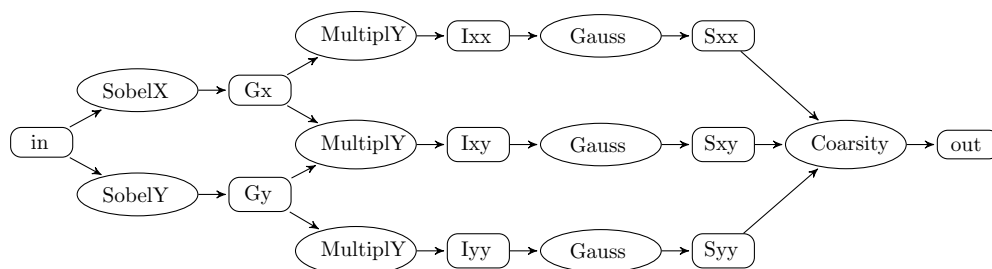 MultiplY
Ixx
Gauss
Sxx
SobelX
Gx
in
MultiplY
Ixy
Gauss
Sxy
Coarsity
out
SobelY
Gy
MultiplY
Iyy
Gauss
Syy